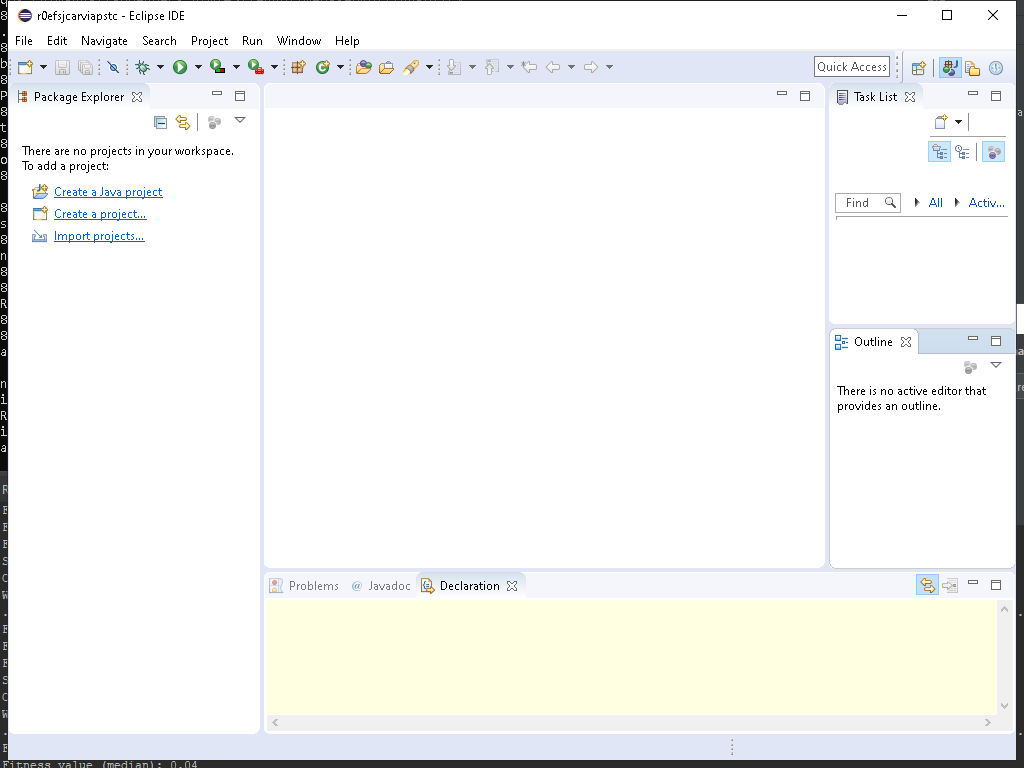 r0efsjcarviapstc - Eclipse IDE
File Edit Navigate Search Project Run Window Help
Quick Access
Package Explorer
There are no projects in your workspace.
To add a project:
Create a Java project
Create a project...
Import projects...
Task List
Find
All
Activ...
Outline
There is no active editor that
provides an outline.
Problems
@ Javadoc
Declaration
Fitness value (median): 0.04